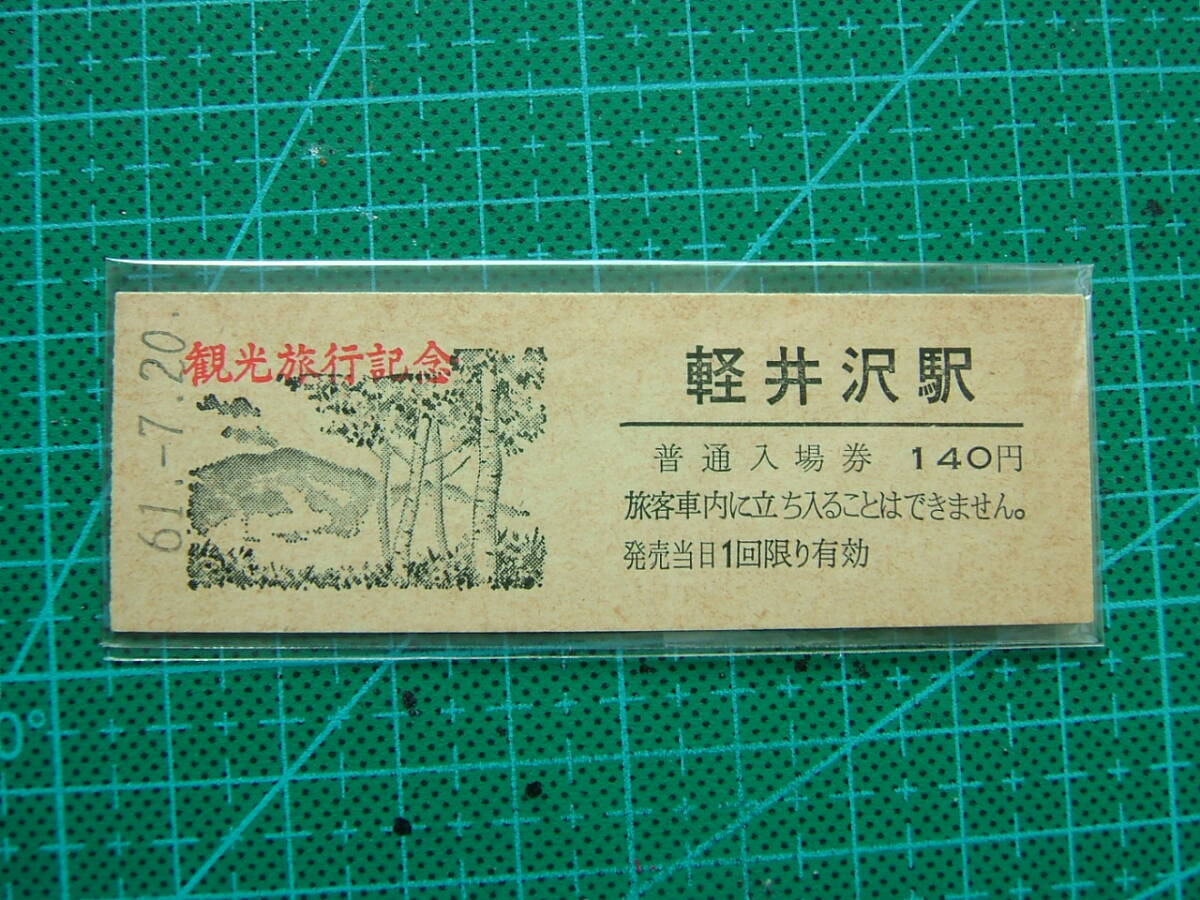 61.-7.20.
観光旅行記念
軽井沢駅
普通入場券 140円
旅客車内に立ち入ることはできません。
発売当日1回限り有効
0°